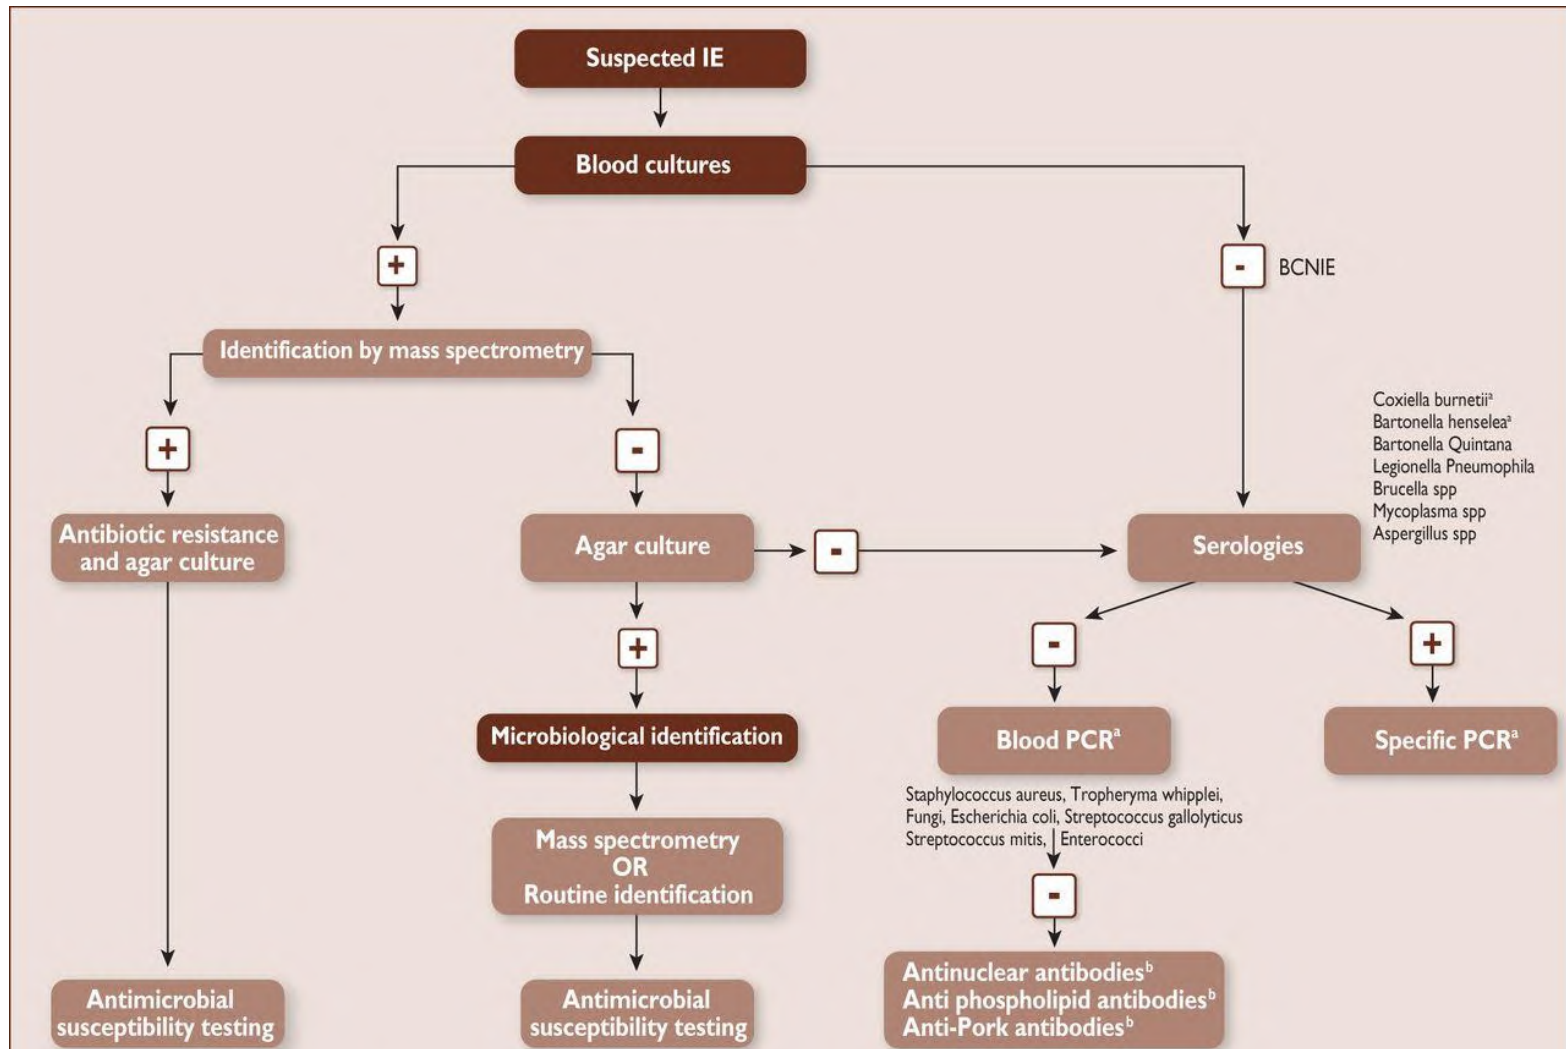 Suspected IE
Blood cultures
+
-
BCNIE
Identification by mass spectrometry
+
-
Coxiella burnetiiᵃ
Bartonella henseleaᵃ
Bartonella Quintana
Legionella Pneumophila
Brucella spp
Mycoplasma spp
Aspergillus spp
Antibiotic resistance
and agar culture
Agar culture
-
Serologies
+
-
+
Microbiological identification
Blood PCRᵃ
Specific PCRᵃ
Staphylococcus aureus, Tropheryma whipplei,
Fungi, Escherichia coli, Streptococcus gallolyticus
Streptococcus mitis, Enterococci
Mass spectrometry
OR
Routine identification
-
Antimicrobial
susceptibility testing
Antimicrobial
susceptibility testing
Antinuclear antibodiesᵇ
Anti phospholipid antibodiesᵇ
Anti-Pork antibodiesᵇ